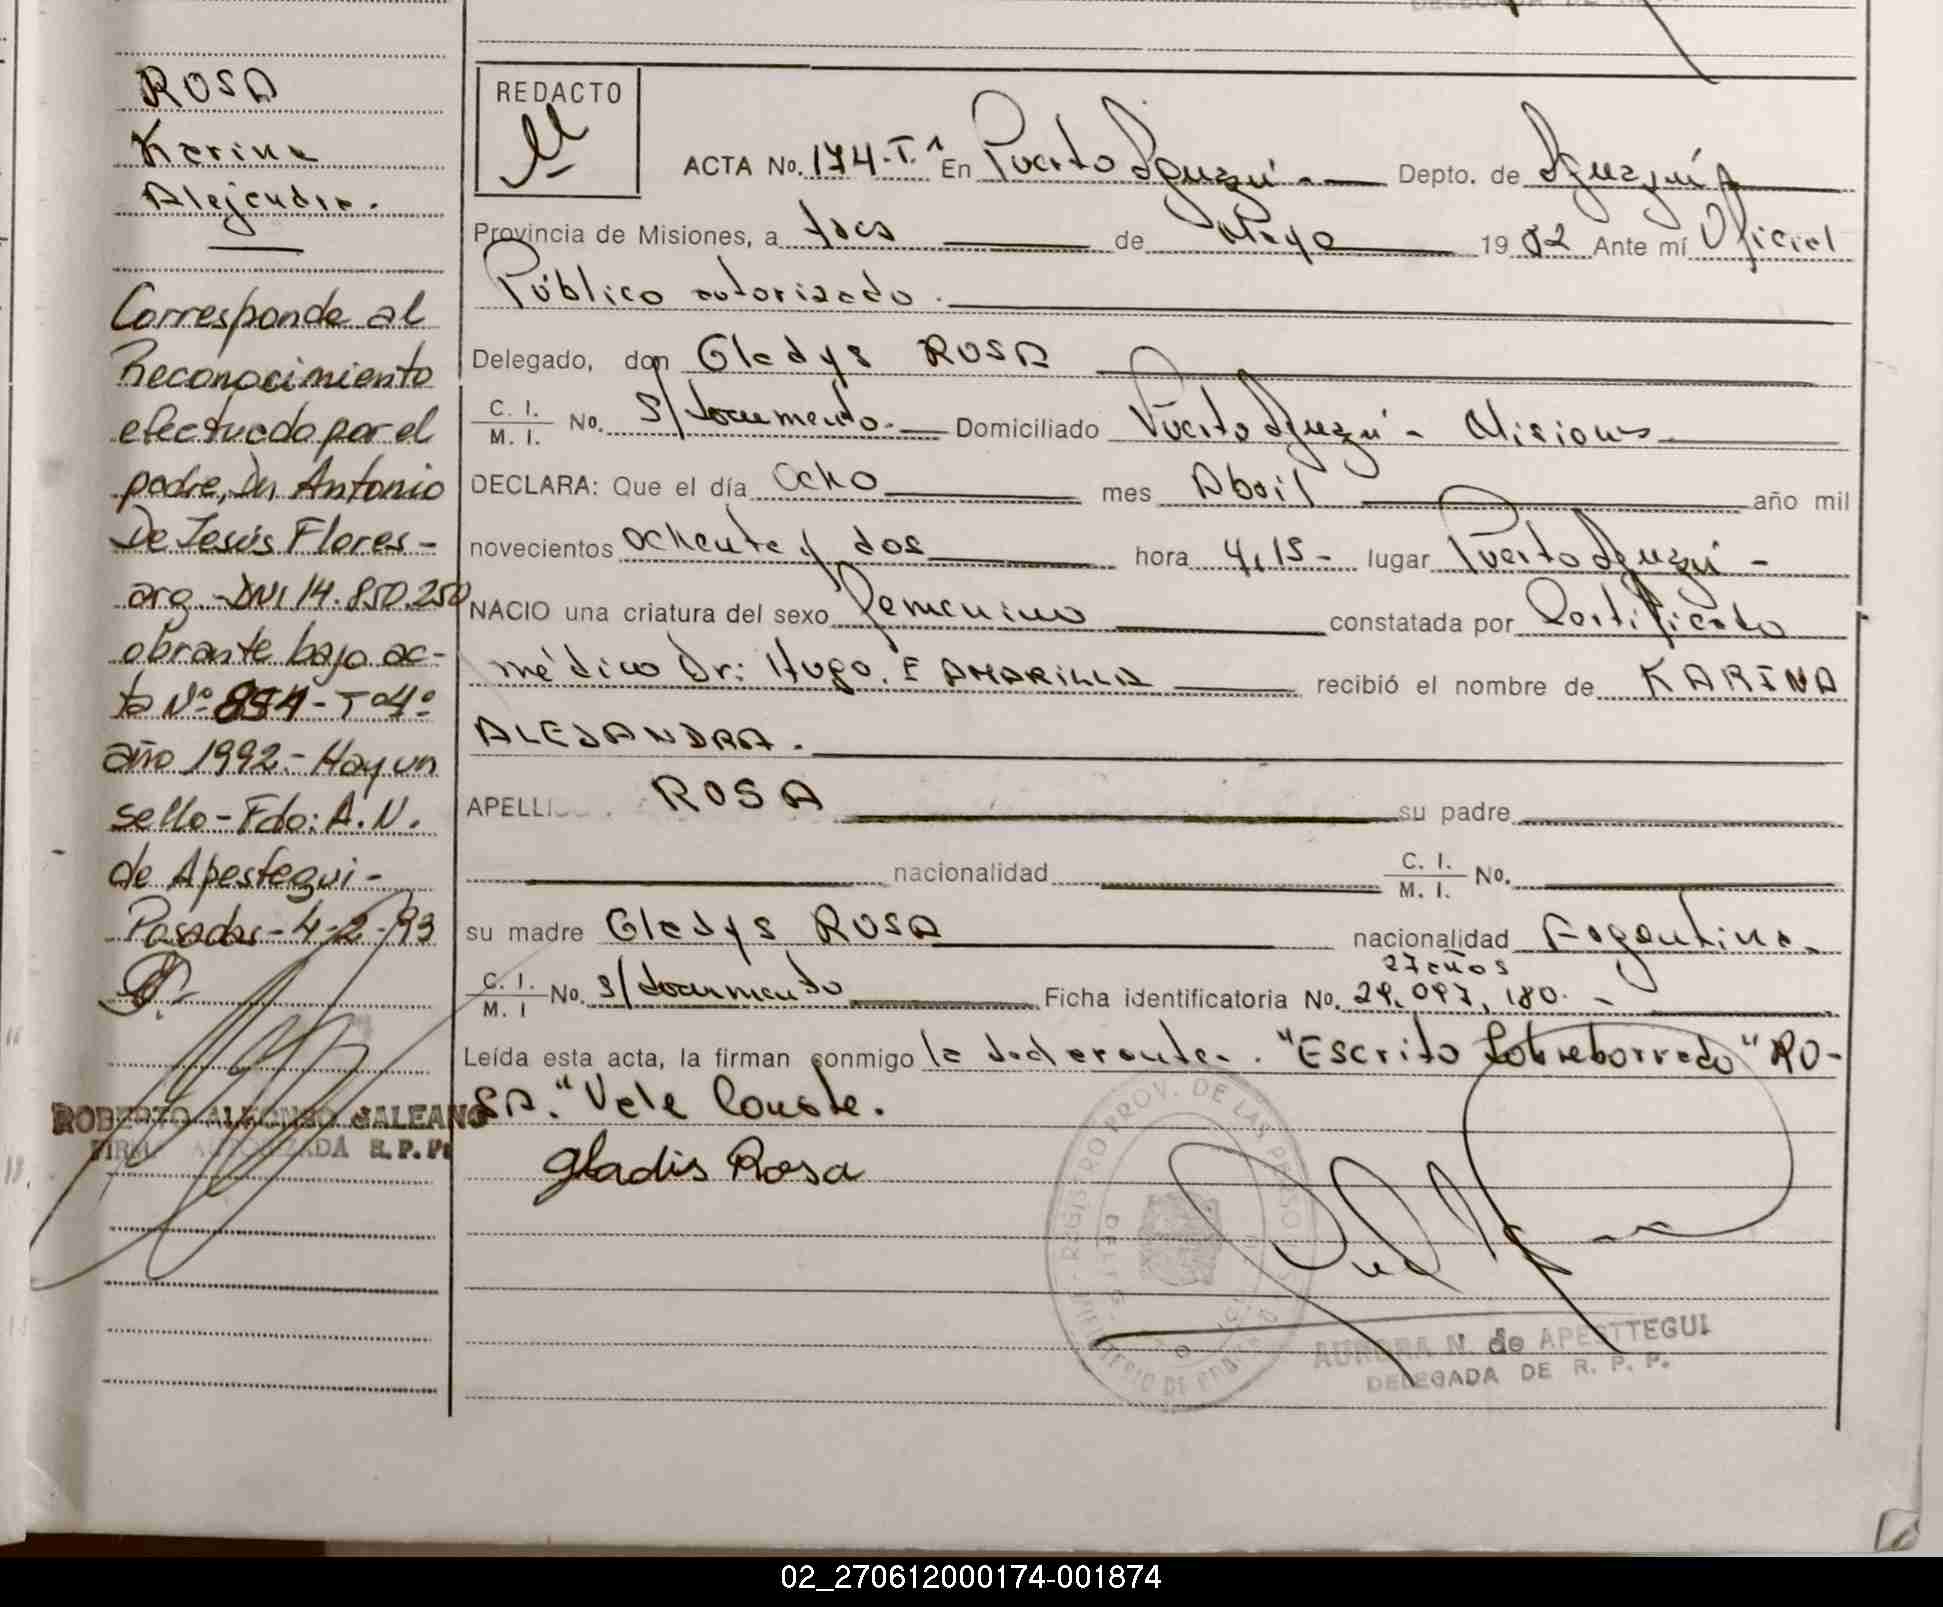 ROSA
Karina
Alejandra.
Corresponde al
Reconocimiento
efectuado por el
padre, Dn Antonio
De Jesús Flores-
arg. DNI 14.850.250
obrante bajo ac-
ta Nº 894 - Tº 4º
año 1992.- Hay un
sello - Fdo: A. N.
de Apestegui -
Posadas - 4-2-93
ROBERTO ALFONSO GALEANO
FIRMA AUTORIZADA R.P.P.
REDACTO
ACTA No. 174-T.1 En Puerto Iguazú Depto. de Iguazú
Provincia de Misiones, a tres de Mayo 1982 Ante mí Oficial
Público autorizado.
Delegado, don Gladys ROSA
C. I. / M. I. No. S/documento. Domiciliado Puerto Iguazú - Misiones
DECLARA: Que el día ocho mes Abril año mil
novecientos ochenta y dos hora 4,15 - lugar Puerto Iguazú -
NACIO una criatura del sexo femenino constatada por Certificado
médico Dr: Hugo. E AMARILLA recibió el nombre de KARINA
ALEJANDRA.
APELLI ROSA su padre
nacionalidad C. I. / M. I. No.
su madre Gladys ROSA nacionalidad Argentina
27 años
C. I. / M. I No. S/documento Ficha identificatoria No. 24.097.180. -
Leída esta acta, la firman conmigo la declarante. "Escrito Sobreborrado" RO-
SA." Vale Conste.
Gladis Rosa
REGISTRO PROV. DE LAS PERSO
AURORA N. de APESTTEGUI
DELEGADA DE R. P. P.
02_270612000174-001874